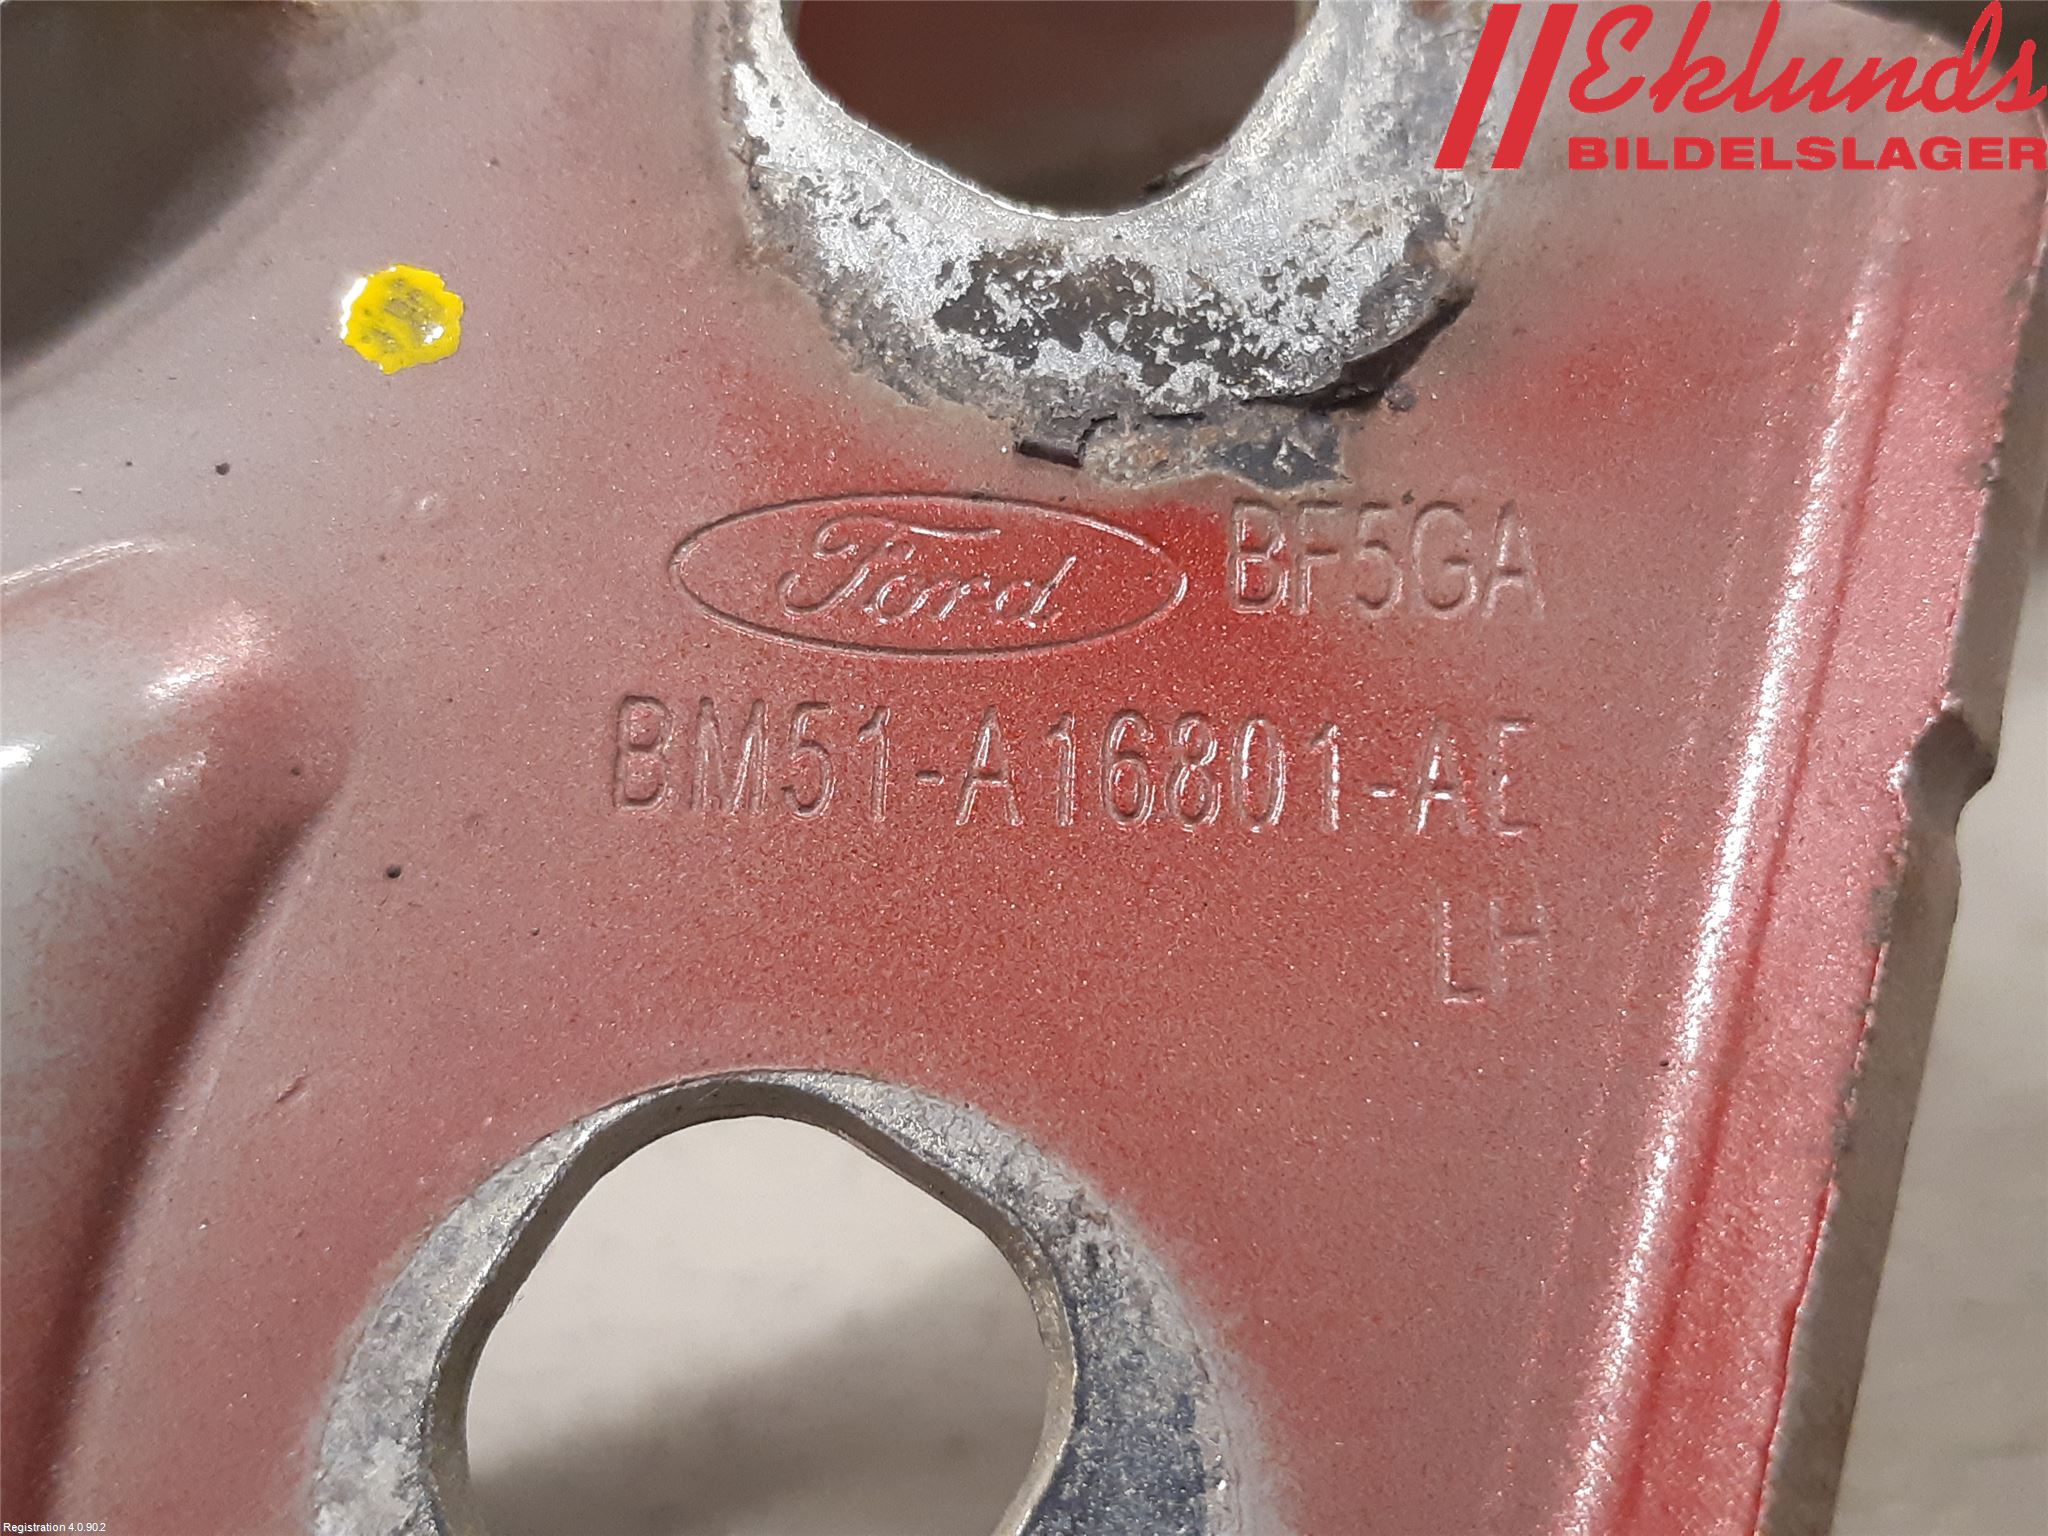 Eklunds
BILDELSLAGER
Ford BF5GA
BM51-A16801-AE
LH
Registration 4.0.902